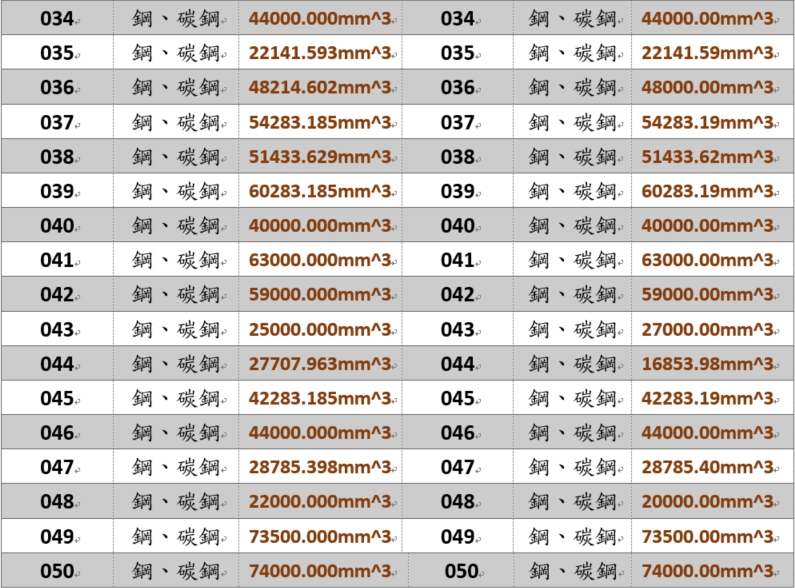 034 鋼、碳鋼 44000.000mm^3 034 鋼、碳鋼 44000.00mm^3
035 鋼、碳鋼 22141.593mm^3 035 鋼、碳鋼 22141.59mm^3
036 鋼、碳鋼 48214.602mm^3 036 鋼、碳鋼 48000.00mm^3
037 鋼、碳鋼 54283.185mm^3 037 鋼、碳鋼 54283.19mm^3
038 鋼、碳鋼 51433.629mm^3 038 鋼、碳鋼 51433.62mm^3
039 鋼、碳鋼 60283.185mm^3 039 鋼、碳鋼 60283.19mm^3
040 鋼、碳鋼 40000.000mm^3 040 鋼、碳鋼 40000.00mm^3
041 鋼、碳鋼 63000.000mm^3 041 鋼、碳鋼 63000.00mm^3
042 鋼、碳鋼 59000.000mm^3 042 鋼、碳鋼 59000.00mm^3
043 鋼、碳鋼 25000.000mm^3 043 鋼、碳鋼 27000.00mm^3
044 鋼、碳鋼 27707.963mm^3 044 鋼、碳鋼 16853.98mm^3
045 鋼、碳鋼 42283.185mm^3 045 鋼、碳鋼 42283.19mm^3
046 鋼、碳鋼 44000.000mm^3 046 鋼、碳鋼 44000.00mm^3
047 鋼、碳鋼 28785.398mm^3 047 鋼、碳鋼 28785.40mm^3
048 鋼、碳鋼 22000.000mm^3 048 鋼、碳鋼 20000.00mm^3
049 鋼、碳鋼 73500.000mm^3 049 鋼、碳鋼 73500.00mm^3
050 鋼、碳鋼 74000.000mm^3 050 鋼、碳鋼 74000.00mm^3